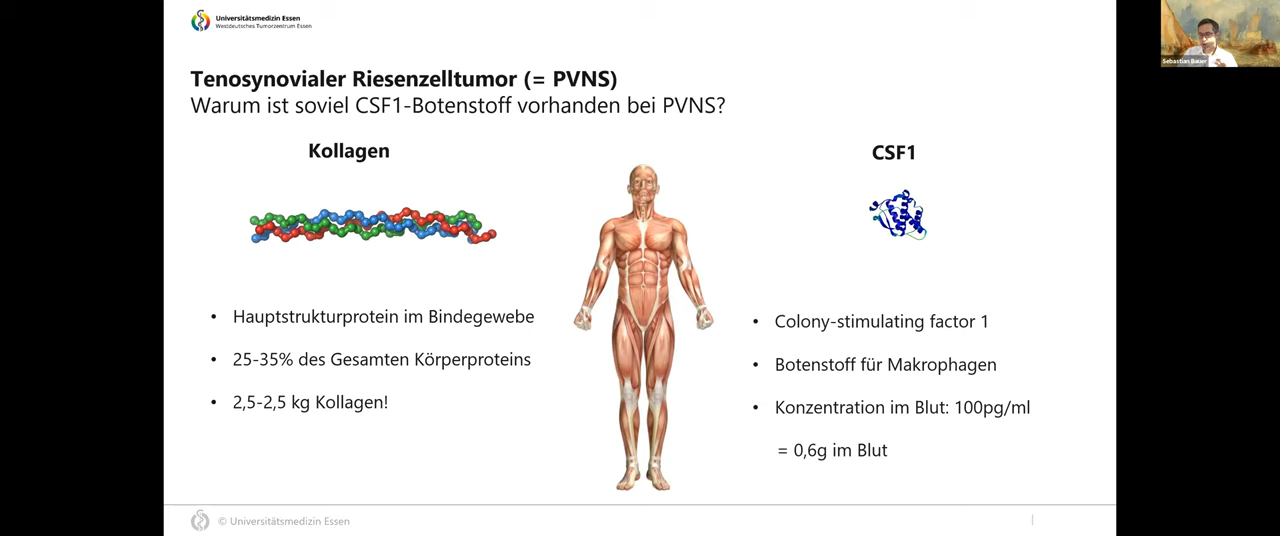 Universitätsmedizin Essen
Westdeutsches Tumorzentrum Essen
Sebastian Bauer
Tenosynovialer Riesenzelltumor (= PVNS)
Warum ist soviel CSF1-Botenstoff vorhanden bei PVNS?
Kollagen
• Hauptstrukturprotein im Bindegewebe
• 25-35% des Gesamten Körperproteins
• 2,5-2,5 kg Kollagen!
CSF1
• Colony-stimulating factor 1
• Botenstoff für Makrophagen
• Konzentration im Blut: 100pg/ml
= 0,6g im Blut
© Universitätsmedizin Essen